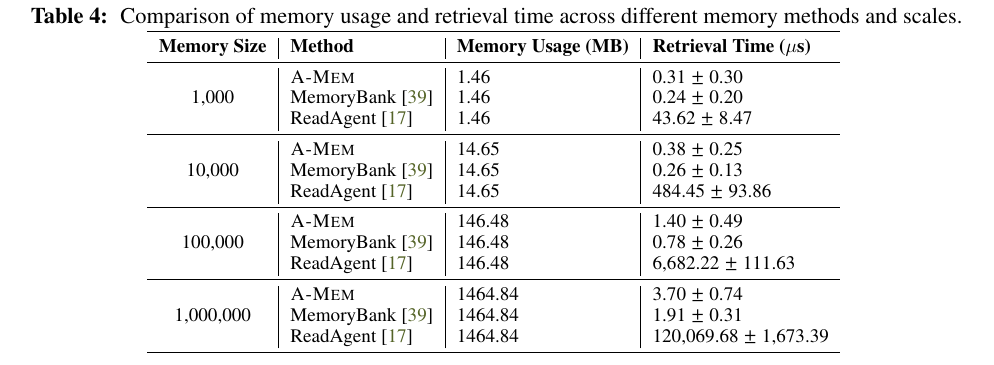 Table 4: Comparison of memory usage and retrieval time across different memory methods and scales.
Memory Size Method Memory Usage (MB) Retrieval Time (μs)
A-MEM 1.46 0.31 ± 0.30
1,000 MemoryBank [39] 1.46 0.24 ± 0.20
ReadAgent [17] 1.46 43.62 ± 8.47
A-MEM 14.65 0.38 ± 0.25
10,000 MemoryBank [39] 14.65 0.26 ± 0.13
ReadAgent [17] 14.65 484.45 ± 93.86
A-MEM 146.48 1.40 ± 0.49
100,000 MemoryBank [39] 146.48 0.78 ± 0.26
ReadAgent [17] 146.48 6,682.22 ± 111.63
A-MEM 1464.84 3.70 ± 0.74
1,000,000 MemoryBank [39] 1464.84 1.91 ± 0.31
ReadAgent [17] 1464.84 120,069.68 ± 1,673.39